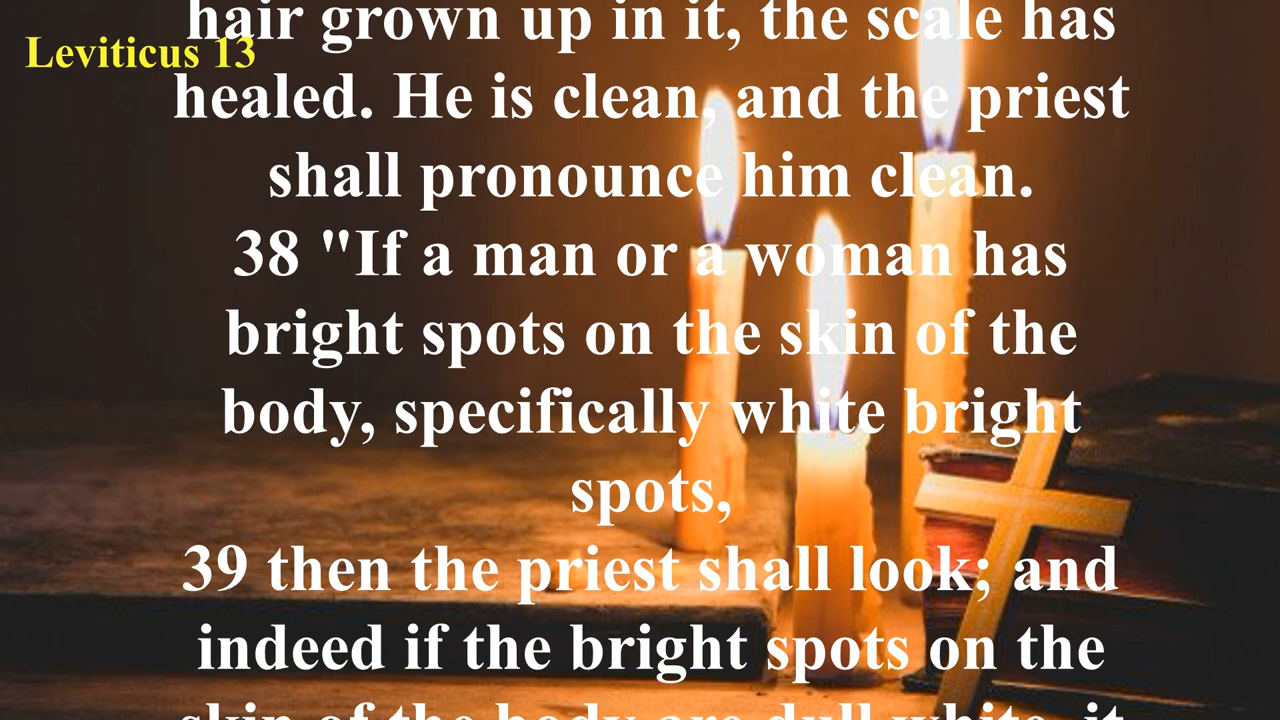 hair grown up in it, the scale has
Leviticus 13
healed. He is clean, and the priest
shall pronounce him clean.
38 "If a man or a woman has
bright spots on the skin of the
body, specifically white bright
spots,
39 then the priest shall look; and
indeed if the bright spots on the
skin of the body are dull white, it